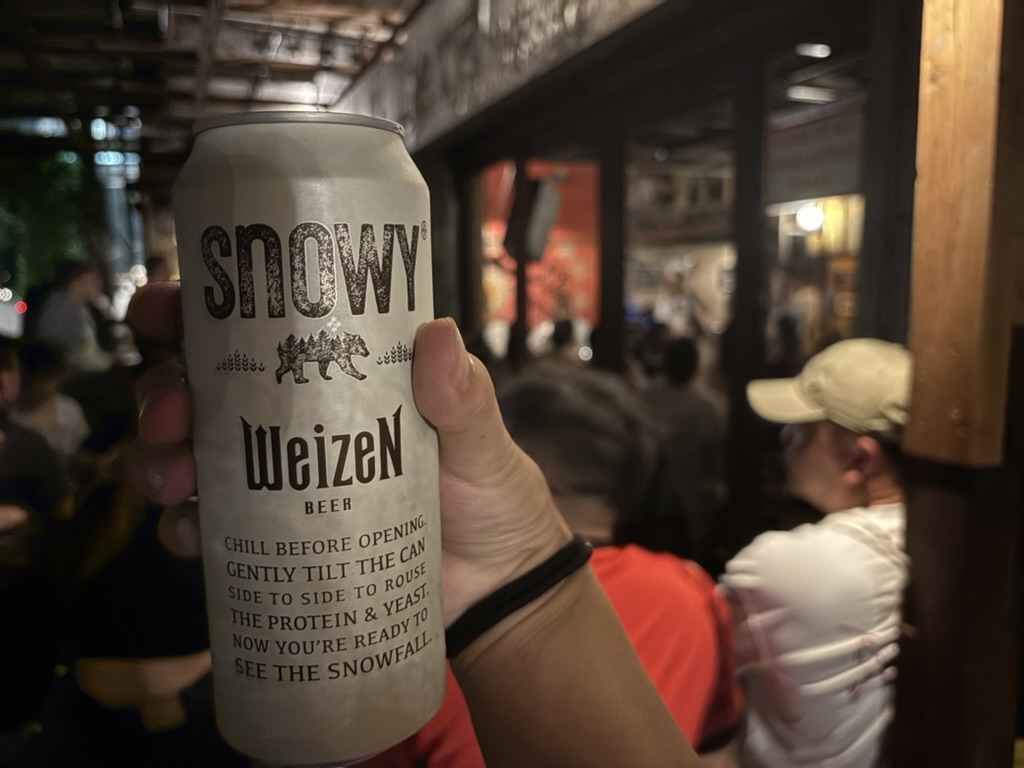 SNOWY®
WeizeN
BEER
CHILL BEFORE OPENING.
GENTLY TILT THE CAN
SIDE TO SIDE TO ROUSE
THE PROTEIN & YEAST.
NOW YOU'RE READY TO
SEE THE SNOWFALL.